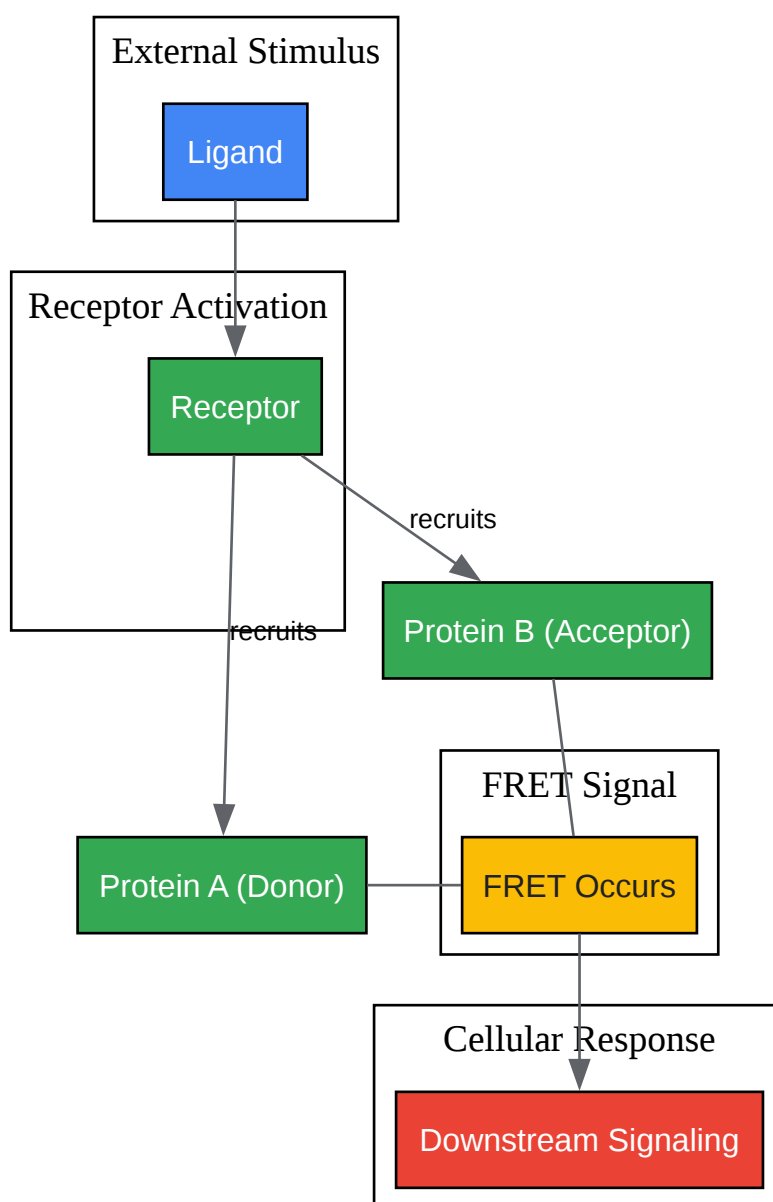 External Stimulus
Ligand
Receptor Activation
Receptor
recruits
Protein B (Acceptor)
recruits
FRET Signal
Protein A (Donor)
FRET Occurs
Cellular Response
Downstream Signaling